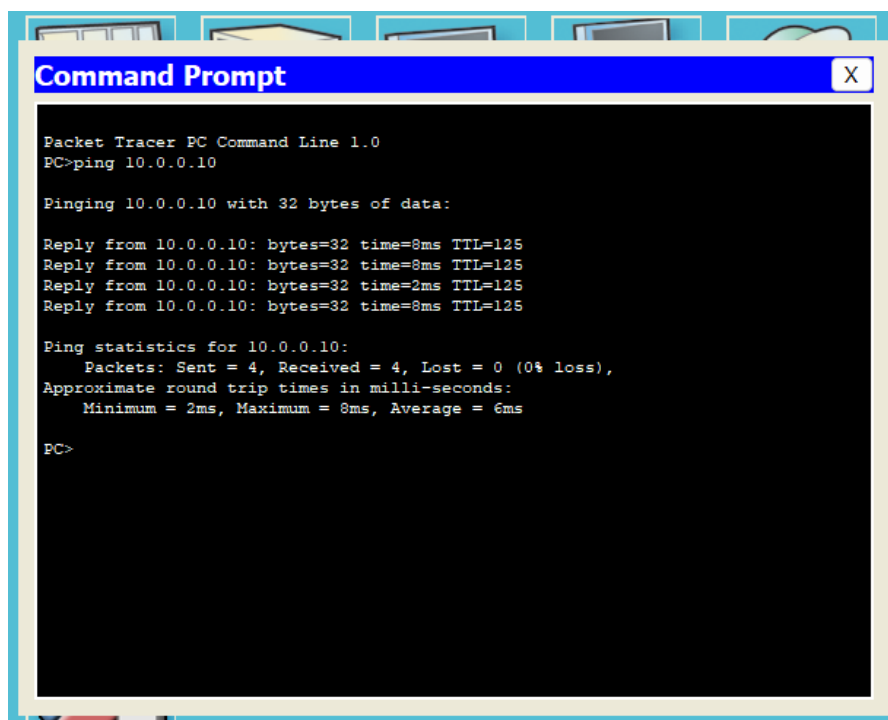 Command Prompt
X
Packet Tracer PC Command Line 1.0
PC>ping 10.0.0.10
Pinging 10.0.0.10 with 32 bytes of data:
Reply from 10.0.0.10: bytes=32 time=8ms TTL=125
Reply from 10.0.0.10: bytes=32 time=8ms TTL=125
Reply from 10.0.0.10: bytes=32 time=2ms TTL=125
Reply from 10.0.0.10: bytes=32 time=8ms TTL=125
Ping statistics for 10.0.0.10:
Packets: Sent = 4, Received = 4, Lost = 0 (0% loss),
Approximate round trip times in milli-seconds:
Minimum = 2ms, Maximum = 8ms, Average = 6ms
PC>